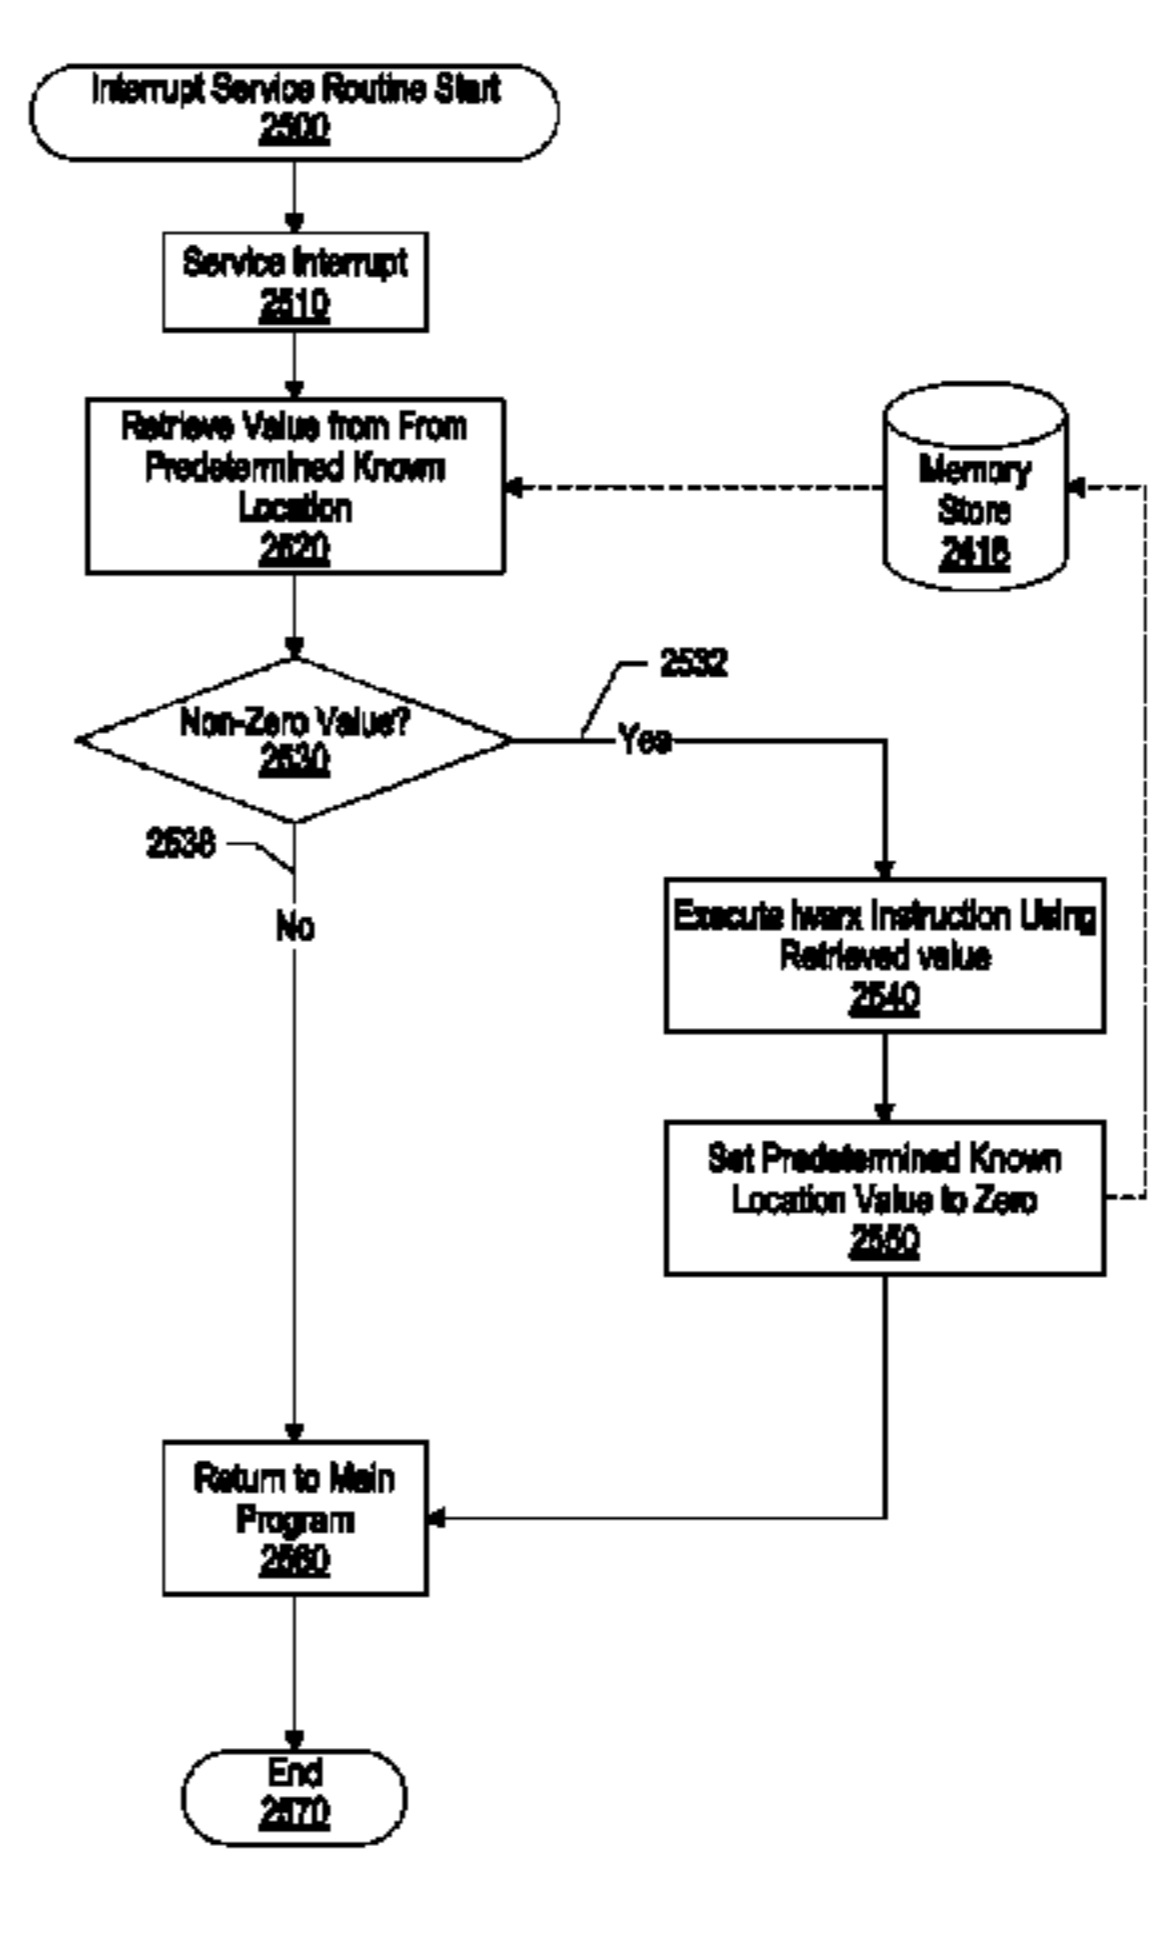 Interrupt Service Routine Start
2500
Service Interrupt
2510
Retrieve Value from From
Predetermined Known
Location
2520
Memory
Store
2418
Non-Zero Value?
2530
2532
Yes
2538
No
Execute lwarx Instruction Using
Retrieved value
2540
Set Predetermined Known
Location Value to Zero
2550
Return to Main
Program
2560
End
2570